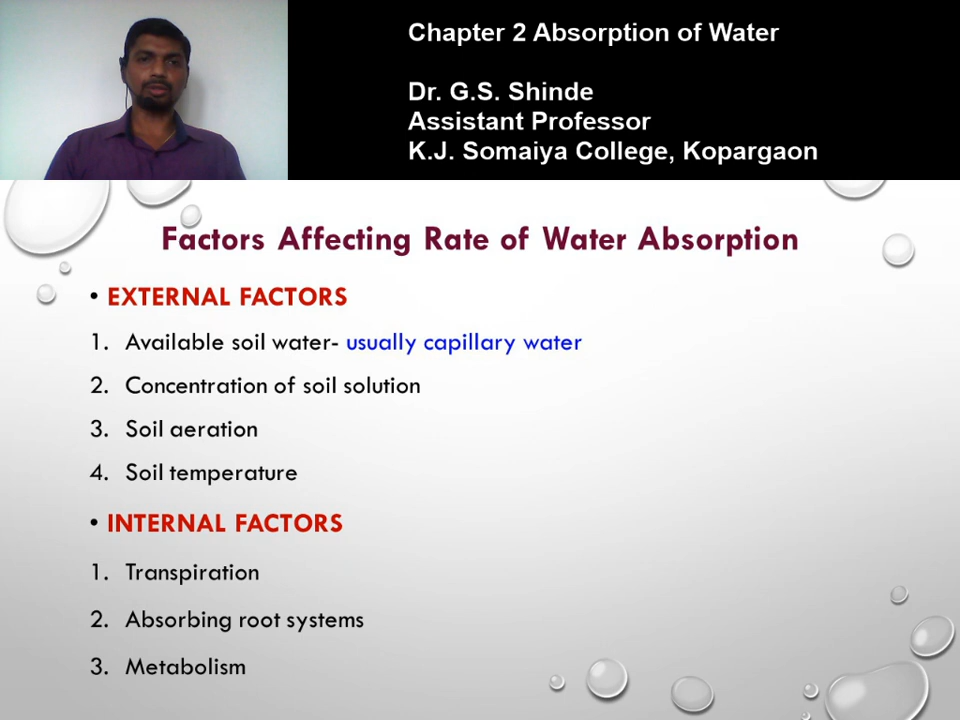 Chapter 2 Absorption of Water
Dr. G.S. Shinde
Assistant Professor
K.J. Somaiya College, Kopargaon
Factors Affecting Rate of Water Absorption
• EXTERNAL FACTORS
1. Available soil water- usually capillary water
2. Concentration of soil solution
3. Soil aeration
4. Soil temperature
• INTERNAL FACTORS
1. Transpiration
2. Absorbing root systems
3. Metabolism